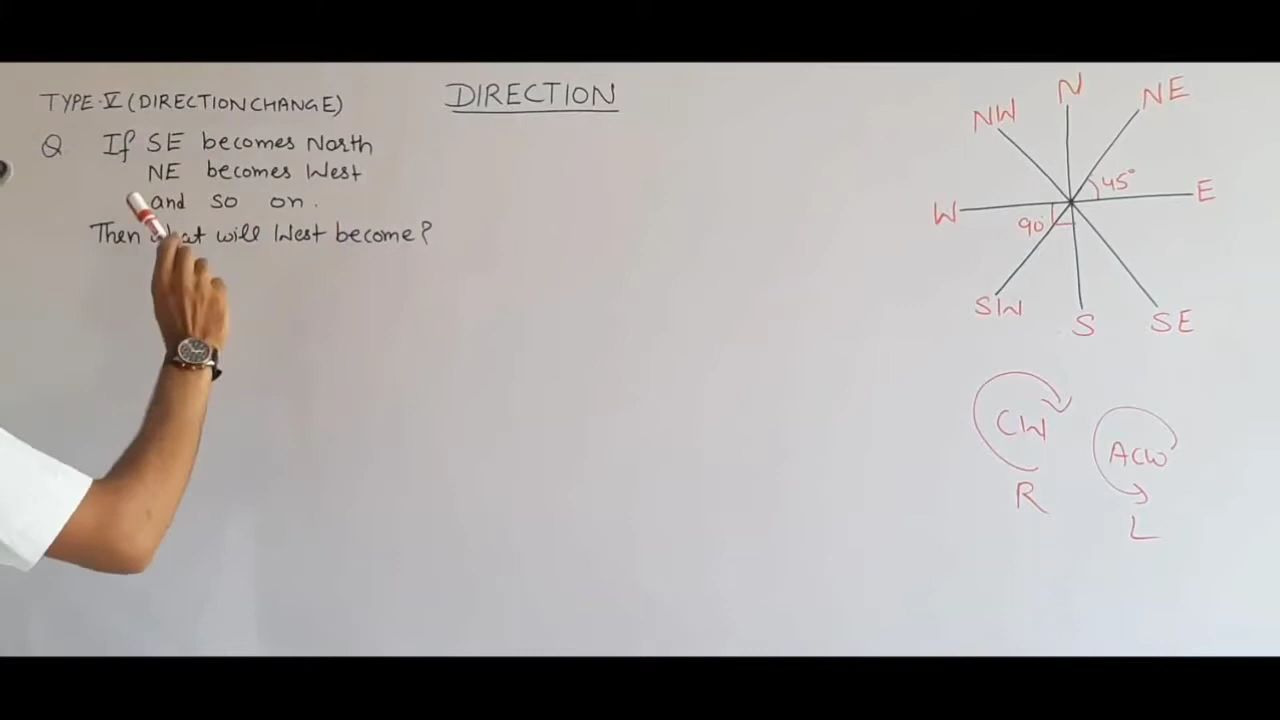 DIRECTION
TYPE-V (DIRECTION CHANGE)
Q If SE becomes North
NE becomes West
and so on.
Then what will West become?
N
NW
NE
45°
W
E
90°
SW
S
SE
CW
R
ACW
L